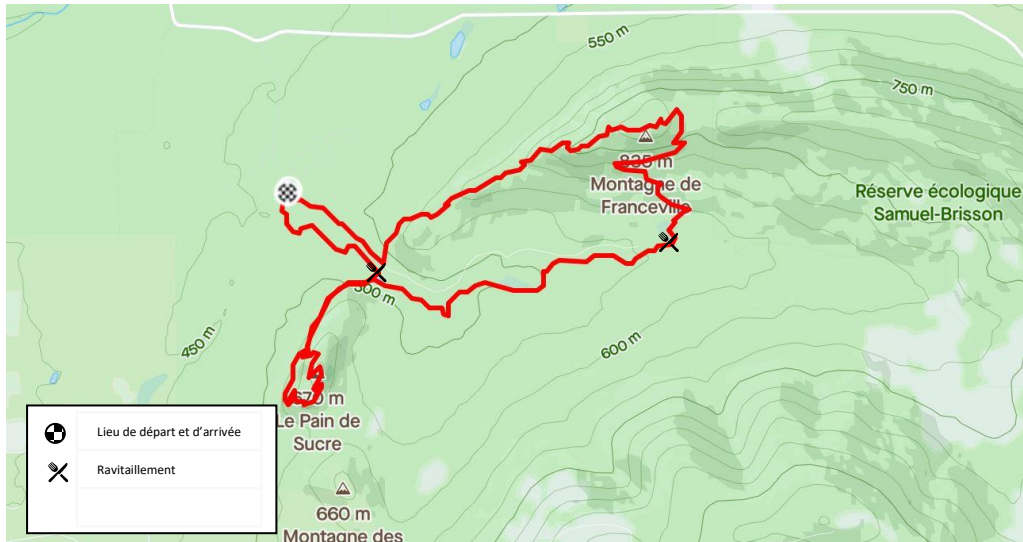 550 m
750 m
835 m
Montagne de
Franceville
Réserve écologique
Samuel-Brisson
500 m
450 m
600 m
670 m
Le Pain de
Sucre
660 m
Montagne des
Lieu de départ et d'arrivée
Ravitaillement